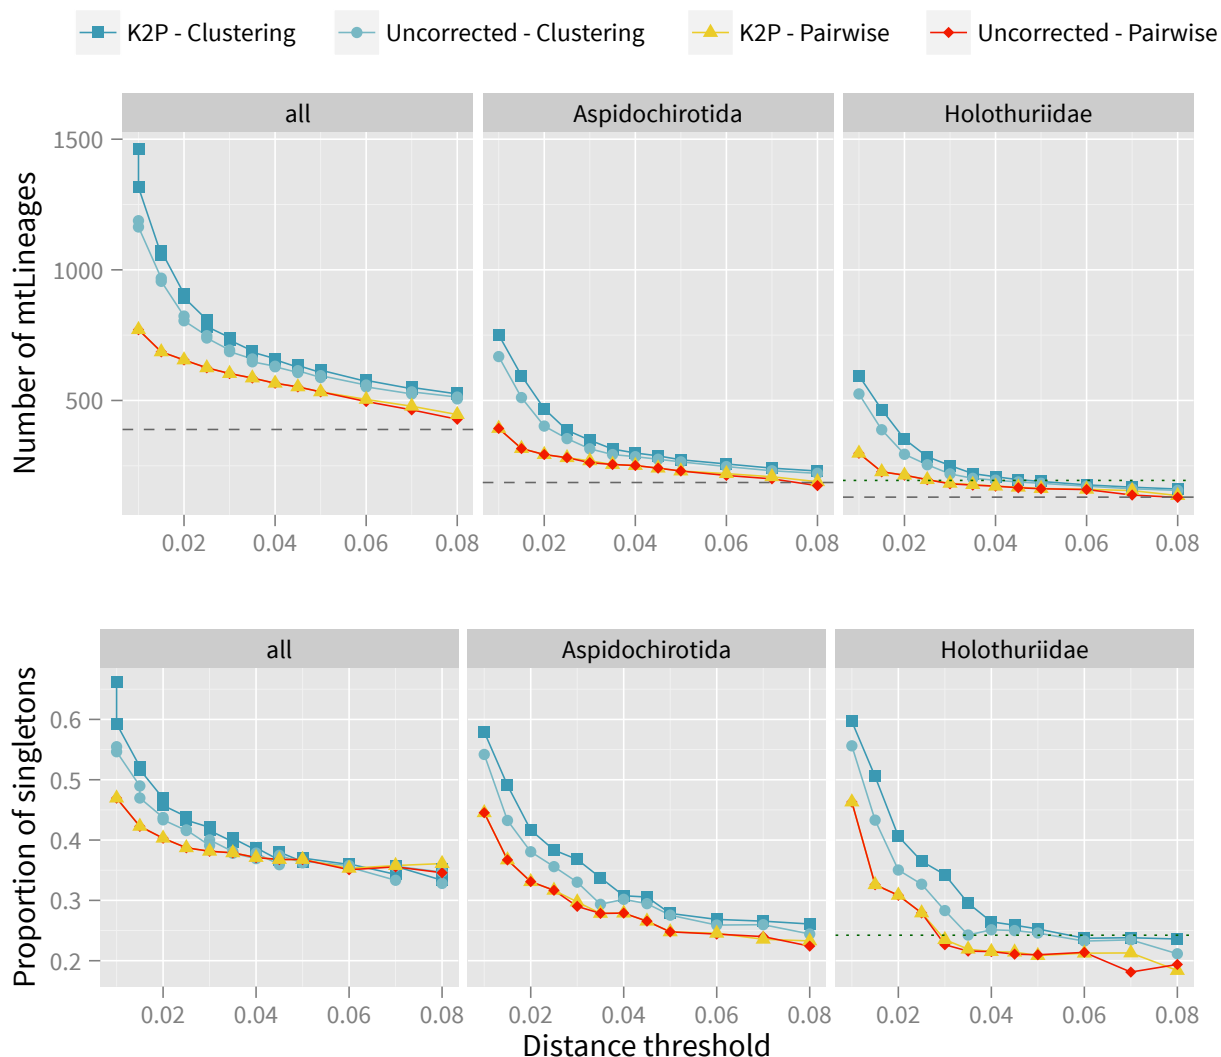 K2P - Clustering Uncorrected - Clustering K2P - Pairwise Uncorrected - Pairwise
all Aspidochirotida Holothuriidae
Number of mtLineages
1500
1000
500
0.02 0.04 0.06 0.08 0.02 0.04 0.06 0.08 0.02 0.04 0.06 0.08
all Aspidochirotida Holothuriidae
Proportion of singletons
0.6
0.5
0.4
0.3
0.2
0.02 0.04 0.06 0.08 0.02 0.04 0.06 0.08 0.02 0.04 0.06 0.08
Distance threshold